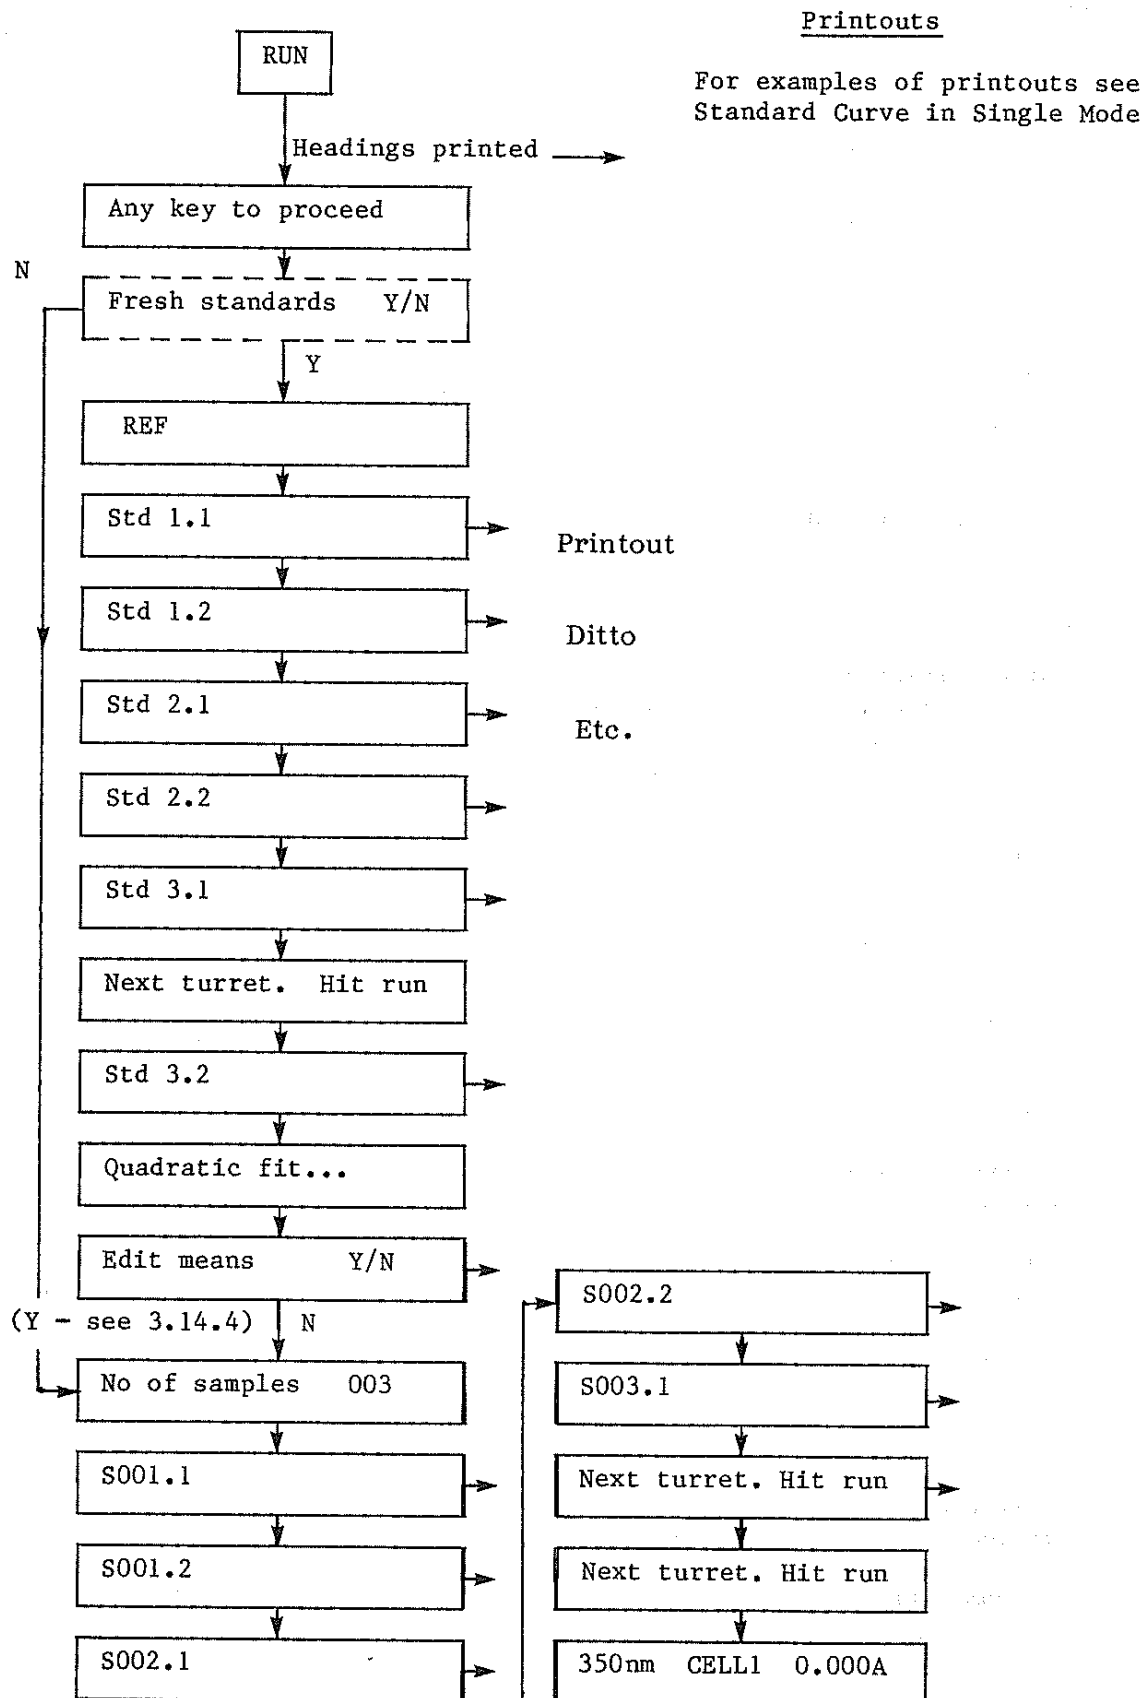 Printouts
RUN
For examples of printouts see
Standard Curve in Single Mode
Headings printed
Any key to proceed
N
Fresh standards Y/N
Y
REF
Std 1.1
Printout
Std 1.2
Ditto
Std 2.1
Etc.
Std 2.2
Std 3.1
Next turret. Hit run
Std 3.2
Quadratic fit...
Edit means Y/N
(Y - see 3.14.4) N
No of samples 003
S001.1
S001.2
S002.1
S002.2
S003.1
Next turret. Hit run
Next turret. Hit run
350nm CELL1 0.000A